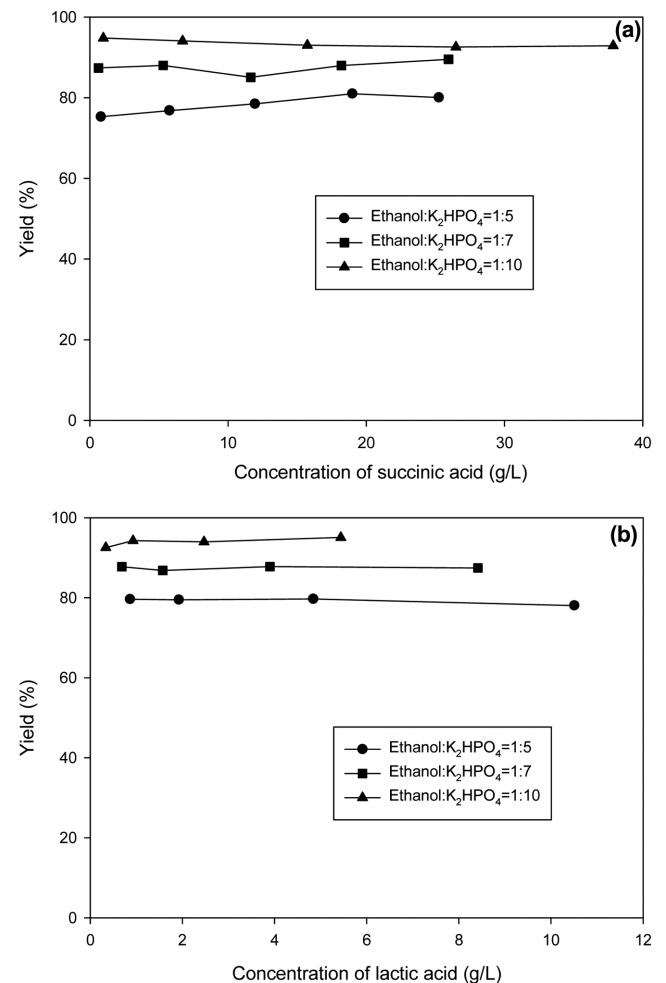 (a)
100
80
60
40
20
0
Yield (%)
Ethanol:K₂HPO₄=1:5
Ethanol:K₂HPO₄=1:7
Ethanol:K₂HPO₄=1:10
0 10 20 30 40
Concentration of succinic acid (g/L)
(b)
100
80
60
40
20
0
Yield (%)
Ethanol:K₂HPO₄=1:5
Ethanol:K₂HPO₄=1:7
Ethanol:K₂HPO₄=1:10
0 2 4 6 8 10 12
Concentration of lactic acid (g/L)